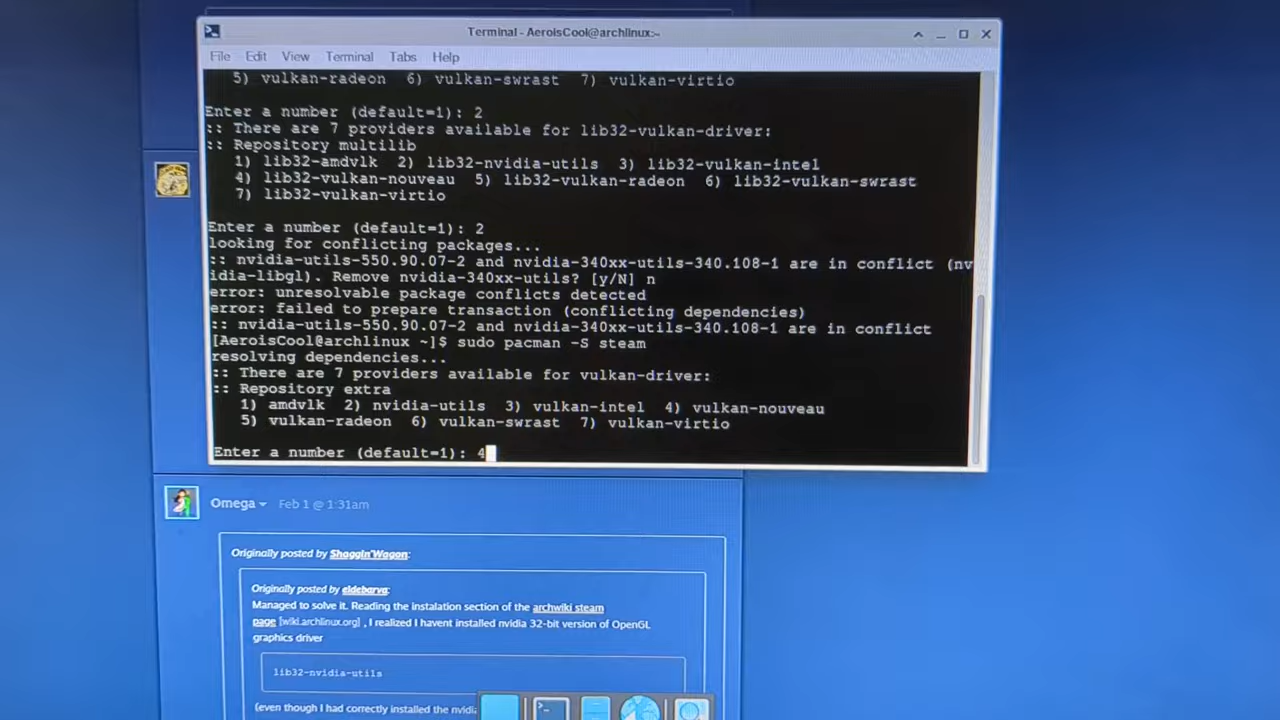 Terminal - AeroisCool@archlinux:~
File Edit View Terminal Tabs Help
5) vulkan-radeon 6) vulkan-swrast 7) vulkan-virtio
Enter a number (default=1): 2
:: There are 7 providers available for lib32-vulkan-driver:
:: Repository multilib
1) lib32-amdvlk 2) lib32-nvidia-utils 3) lib32-vulkan-intel
4) lib32-vulkan-nouveau 5) lib32-vulkan-radeon 6) lib32-vulkan-swrast
7) lib32-vulkan-virtio
Enter a number (default=1): 2
looking for conflicting packages...
:: nvidia-utils-550.90.07-2 and nvidia-340xx-utils-340.108-1 are in conflict (nv
idia-libgl). Remove nvidia-340xx-utils? [y/N] n
error: unresolvable package conflicts detected
error: failed to prepare transaction (conflicting dependencies)
:: nvidia-utils-550.90.07-2 and nvidia-340xx-utils-340.108-1 are in conflict
[AeroisCool@archlinux ~]$ sudo pacman -S steam
resolving dependencies...
:: There are 7 providers available for vulkan-driver:
:: Repository extra
1) amdvlk 2) nvidia-utils 3) vulkan-intel 4) vulkan-nouveau
5) vulkan-radeon 6) vulkan-swrast 7) vulkan-virtio
Enter a number (default=1): 4
Omega Feb 1 @ 1:31am
Originally posted by Shaggin'Wagon:
Originally posted by eldebarva:
Managed to solve it. Reading the instalation section of the archwiki steam
page [wiki.archlinux.org] , I realized I havent installed nvidia 32-bit version of OpenGL
graphics driver
lib32-nvidia-utils
(even though I had correctly installed the nvidia